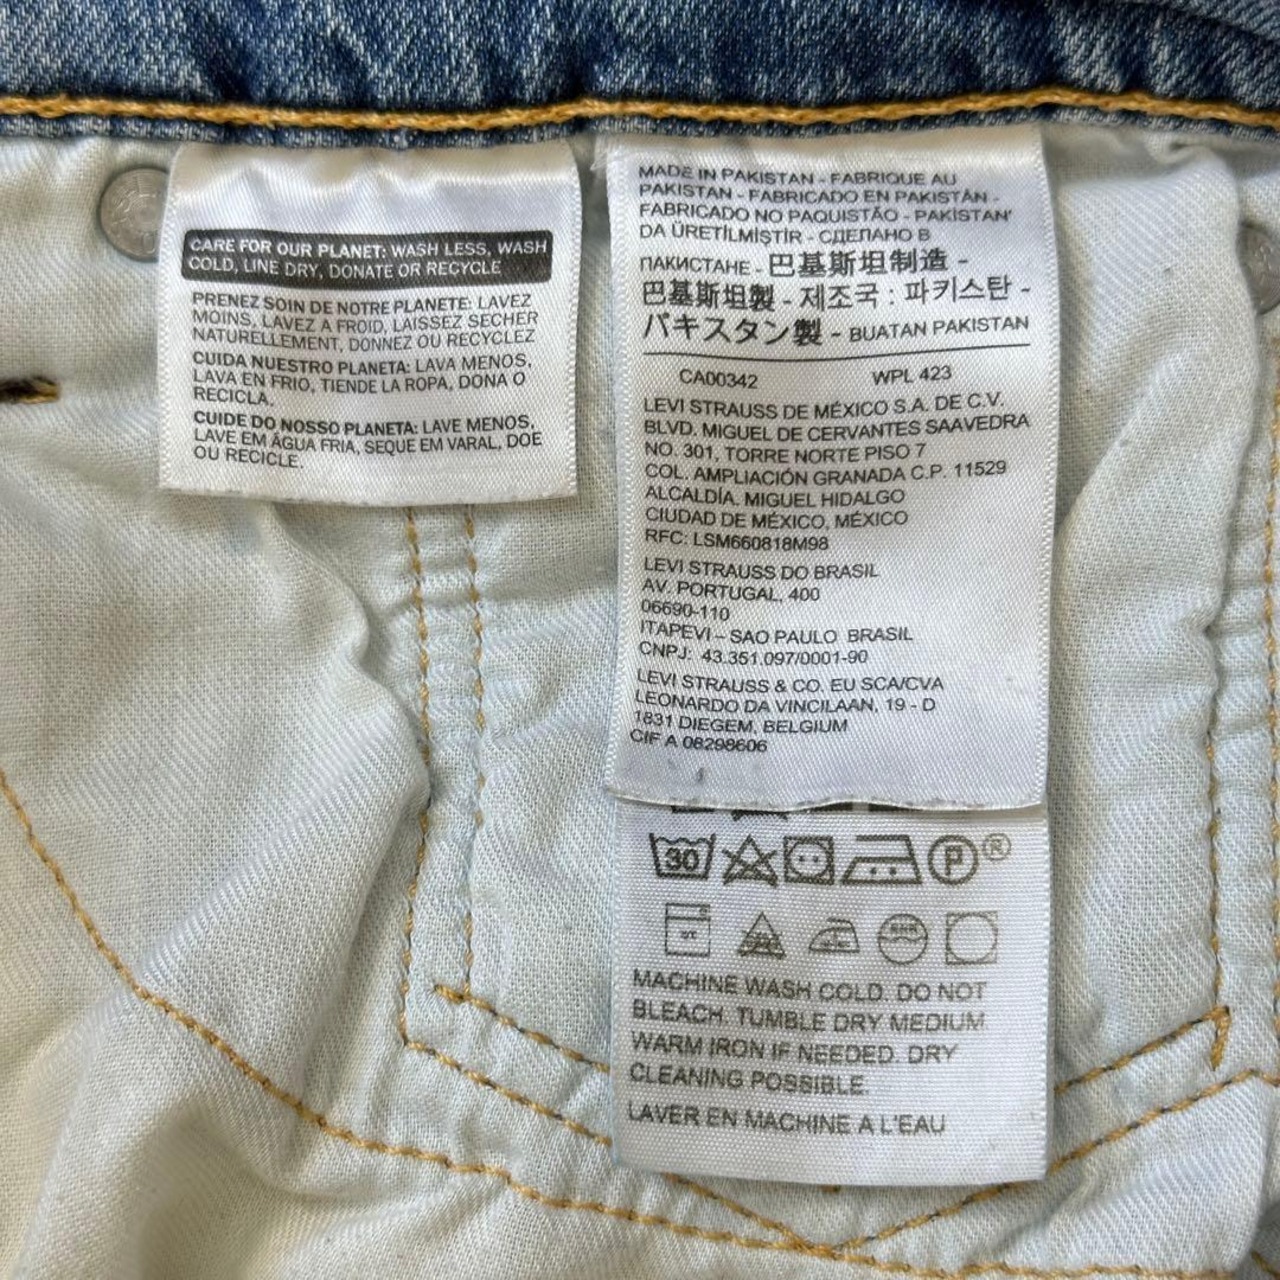 CARE FOR OUR PLANET: WASH LESS, WASH
COLD, LINE DRY, DONATE OR RECYCLE
PRENEZ SOIN DE NOTRE PLANETE: LAVEZ
MOINS, LAVEZ A FROID, LAISSEZ SECHER
NATURELLEMENT, DONNEZ OU RECYCLEZ
CUIDA NUESTRO PLANETA: LAVA MENOS,
LAVA EN FRIO, TIENDE LA ROPA, DONA O
RECICLA.
CUIDE DO NOSSO PLANETA: LAVE MENOS,
LAVE EM ÁGUA FRIA, SEQUE EM VARAL, DOE
OU RECICLE.
MADE IN PAKISTAN - FABRIQUE AU
PAKISTAN - FABRICADO EN PAKISTÁN -
FABRICADO NO PAQUISTÃO - PAKİSTAN'
DA ÜRETİLMİŞTİR - СДЕЛАНО В
ПАКИСТАНЕ - 巴基斯坦制造 -
巴基斯坦製 - 제조국 : 파키스탄 -
パキスタン製 - BUATAN PAKISTAN
CA00342 WPL 423
LEVI STRAUSS DE MÉXICO S.A. DE C.V.
BLVD. MIGUEL DE CERVANTES SAAVEDRA
NO. 301, TORRE NORTE PISO 7
COL. AMPLIACIÓN GRANADA C.P. 11529
ALCALDÍA. MIGUEL HIDALGO
CIUDAD DE MÉXICO, MÉXICO
RFC: LSM660818M98
LEVI STRAUSS DO BRASIL
AV. PORTUGAL, 400
06690-110
ITAPEVI – SAO PAULO BRASIL
CNPJ: 43.351.097/0001-90
LEVI STRAUSS & CO. EU SCA/CVA
LEONARDO DA VINCILAAN, 19 - D
1831 DIEGEM, BELGIUM
CIF A 08298606
30 P ®
MACHINE WASH COLD. DO NOT
BLEACH. TUMBLE DRY MEDIUM
WARM IRON IF NEEDED. DRY
CLEANING POSSIBLE.
LAVER EN MACHINE A L'EAU